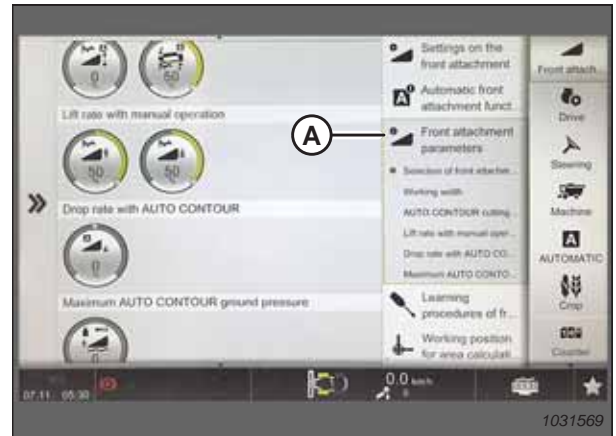 0
50
Lift rate with manual operation
50
50
Drop rate with AUTO CONTOUR
0
Maximum AUTO CONTOUR ground pressure
Settings on the
front attachment
Automatic front
attachment funct...
A
Front attachment
parameters
Selection of front attachm...
Working width
AUTO CONTOUR cutting...
Lift rate with manual oper...
Drop rate with AUTO CO...
Maximum AUTO CONTO...
Learning
procedures of fr...
Working position
for area calculati...
Front attach...
Drive
Steering
Machine
A
AUTOMATIC
Crop
Counter
07.11 05:30
0.0 km/h
1031569